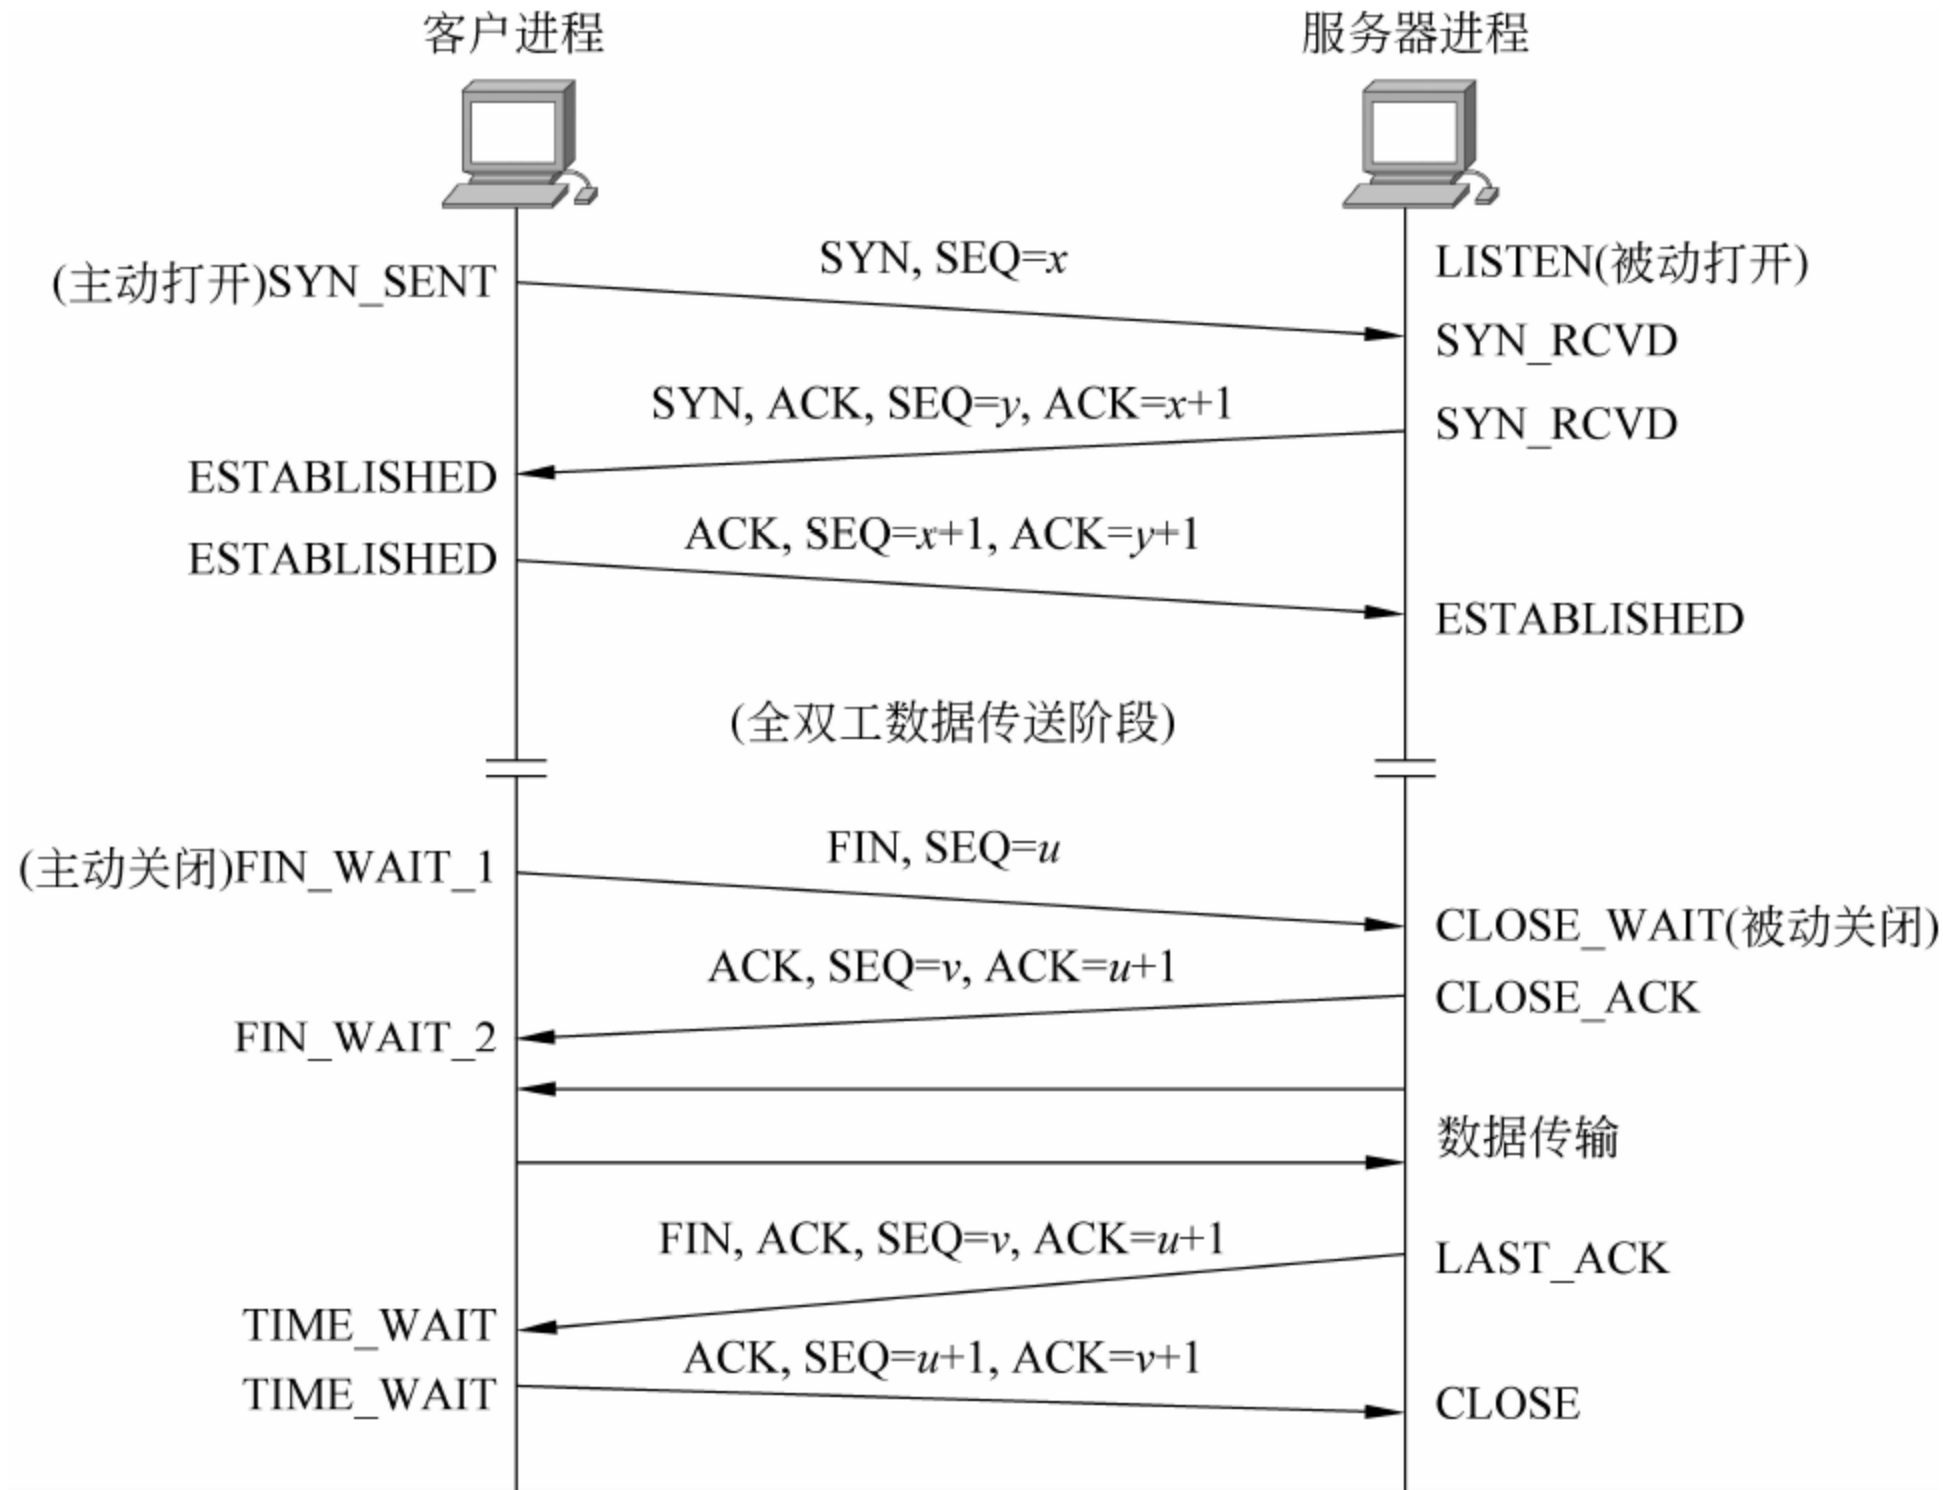 客户进程
服务器进程
(主动打开)SYN_SENT
SYN, SEQ=x
LISTEN(被动打开)
SYN_RCVD
SYN, ACK, SEQ=y, ACK=x+1
SYN_RCVD
ESTABLISHED
ACK, SEQ=x+1, ACK=y+1
ESTABLISHED
ESTABLISHED
(全双工数据传送阶段)
(主动关闭)FIN_WAIT_1
FIN, SEQ=u
CLOSE_WAIT(被动关闭)
ACK, SEQ=v, ACK=u+1
CLOSE_ACK
FIN_WAIT_2
数据传输
FIN, ACK, SEQ=v, ACK=u+1
LAST_ACK
TIME_WAIT
ACK, SEQ=u+1, ACK=v+1
TIME_WAIT
CLOSE